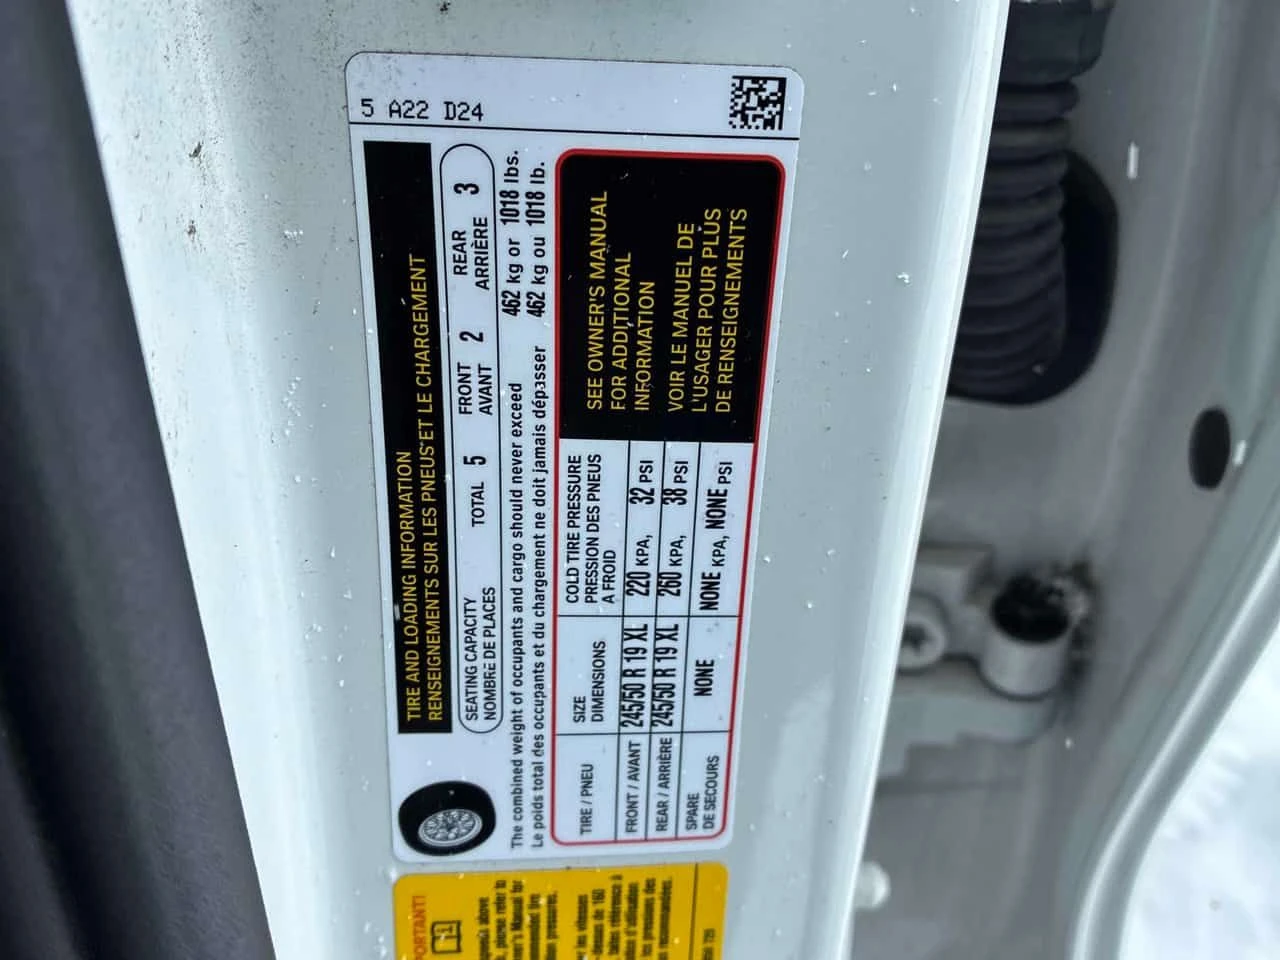 5 A22 D24
TIRE AND LOADING INFORMATION
RENSEIGNEMENTS SUR LES PNEUS ET LE CHARGEMENT
SEATING CAPACITY
NOMBRE DE PLACES
TOTAL 5
FRONT
AVANT 2
REAR
ARRIÈRE 3
The combined weight of occupants and cargo should never exceed 462 kg or 1018 lbs.
Le poids total des occupants et du chargement ne doit jamais dépasser 462 kg ou 1018 lb.
TIRE / PNEU
SIZE
DIMENSIONS
COLD TIRE PRESSURE
PRESSION DES PNEUS
A FROID
FRONT / AVANT 245/50 R 19 XL 220 KPA, 32 PSI
REAR / ARRIÈRE 245/50 R 19 XL 260 KPA, 38 PSI
SPARE
DE SECOURS NONE NONE KPA, NONE PSI
SEE OWNER'S MANUAL
FOR ADDITIONAL
INFORMATION
VOIR LE MANUEL DE
L'USAGER POUR PLUS
DE RENSEIGNEMENTS